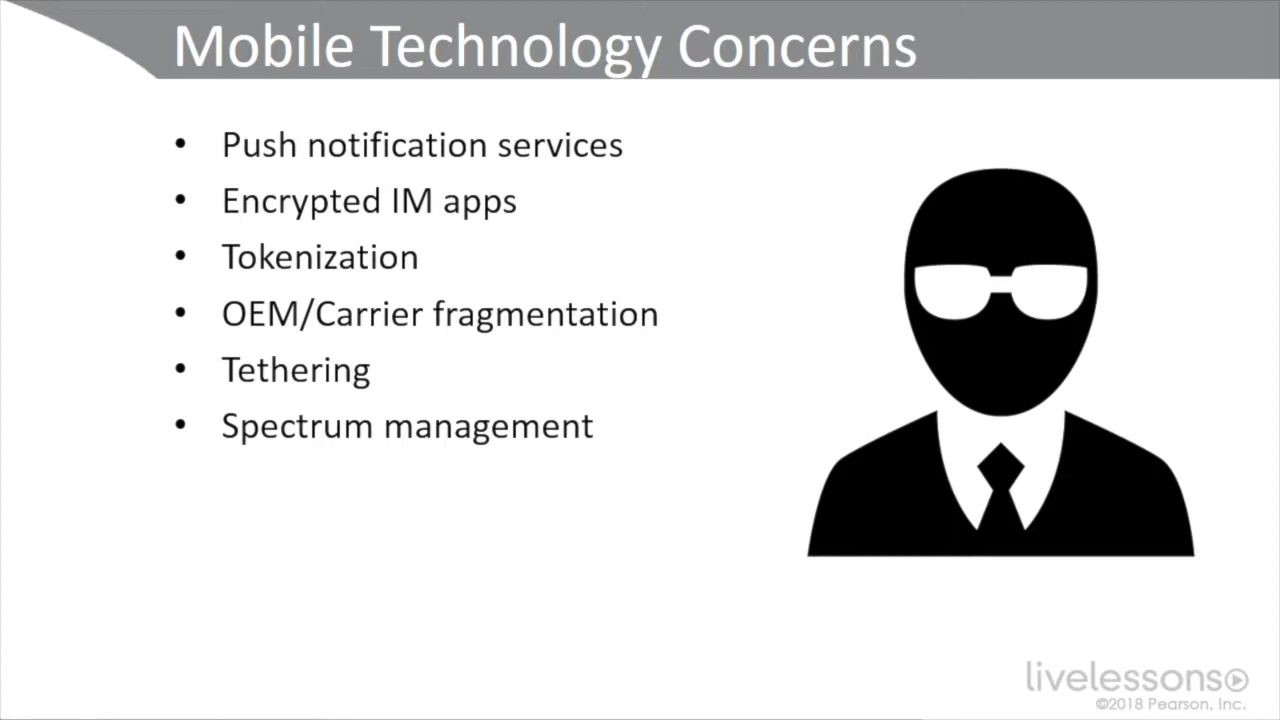 Mobile Technology Concerns
• Push notification services
• Encrypted IM apps
• Tokenization
• OEM/Carrier fragmentation
• Tethering
• Spectrum management
livelessons
©2018 Pearson, Inc.